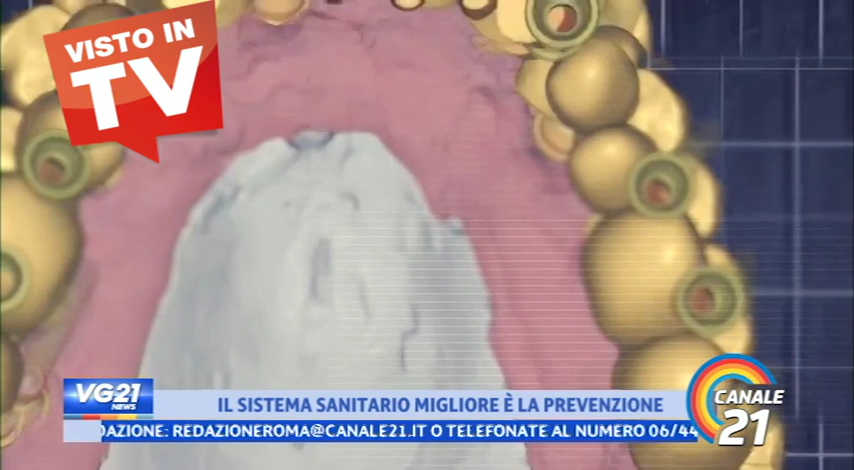 VISTO IN
TV
VG21
NEWS
IL SISTEMA SANITARIO MIGLIORE È LA PREVENZIONE
DAZIONE: REDAZIONEROMA@CANALE21.IT O TELEFONATE AL NUMERO 06/44
CANALE
21